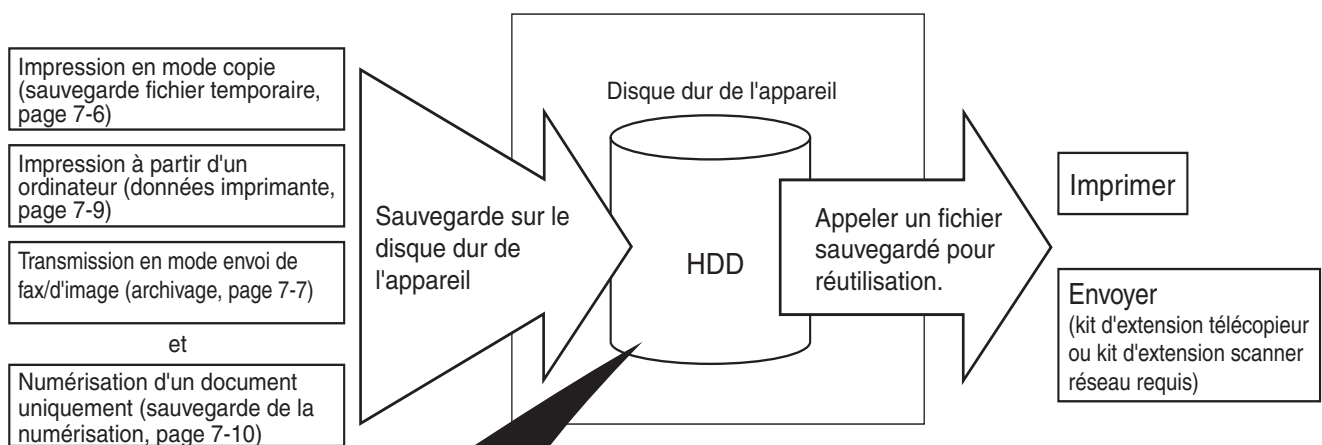 Impression en mode copie
(sauvegarde fichier temporaire,
page 7-6)
Impression à partir d'un
ordinateur (données imprimante,
page 7-9)
Transmission en mode envoi de
fax/d'image (archivage, page 7-7)
et
Numérisation d'un document
uniquement (sauvegarde de la
numérisation, page 7-10)
Sauvegarde sur le
disque dur de
l'appareil
Disque dur de l'appareil
HDD
Appeler un fichier
sauvegardé pour
réutilisation.
Imprimer
Envoyer
(kit d'extension télécopieur
ou kit d'extension scanner
réseau requis)